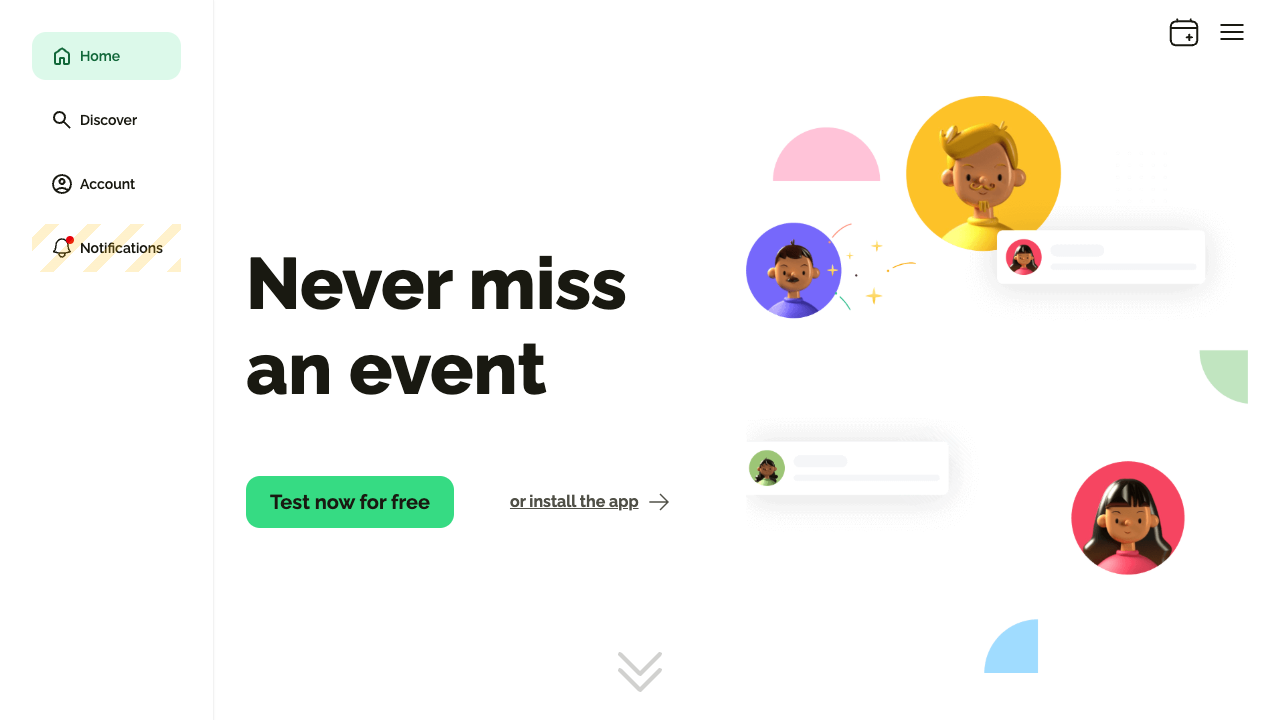 Home
Discover
Account
Notifications
Never miss
an event
Test now for free
or install the app